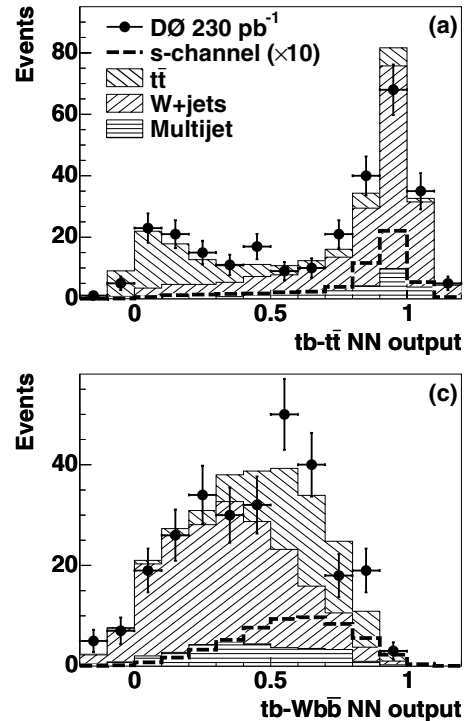 (a)
Events
DØ 230 pb⁻¹
s-channel (×10)
tt̄
W+jets
Multijet
80
60
40
20
0
0 0.5 1
tb-tt̄ NN output
(c)
Events
40
20
0
0 0.5 1
tb-Wbb̄ NN output